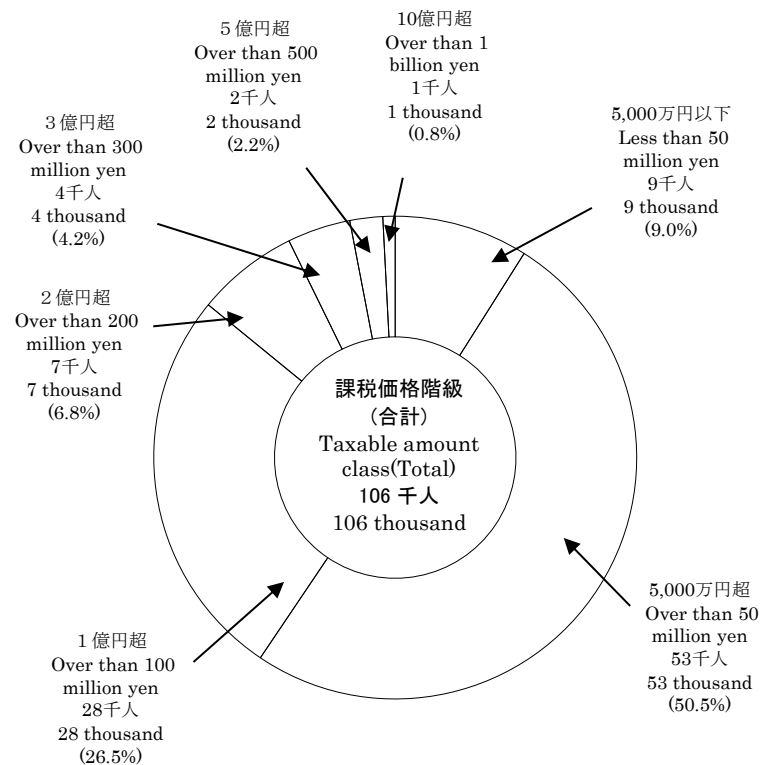 10億円超
Over than 1
billion yen
1千人
1 thousand
(0.8%)
５億円超
Over than 500
million yen
2千人
2 thousand
(2.2%)
３億円超
Over than 300
million yen
4千人
4 thousand
(4.2%)
２億円超
Over than 200
million yen
7千人
7 thousand
(6.8%)
5,000万円以下
Less than 50
million yen
9千人
9 thousand
(9.0%)
課税価格階級
（合計）
Taxable amount
class(Total)
106 千人
106 thousand
１億円超
Over than 100
million yen
28千人
28 thousand
(26.5%)
5,000万円超
Over than 50
million yen
53千人
53 thousand
(50.5%)